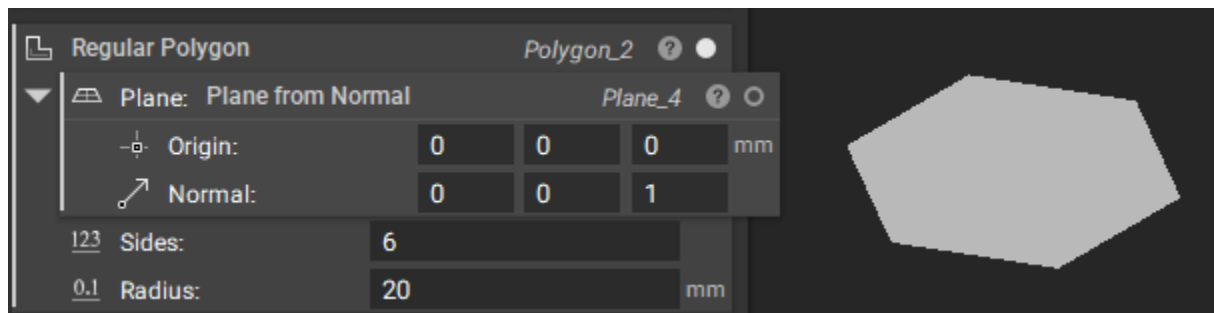 Regular Polygon Polygon_2 ?
Plane: Plane from Normal Plane_4 ?
Origin: 0 0 0 mm
Normal: 0 0 1
123 Sides: 6
0.1 Radius: 20 mm